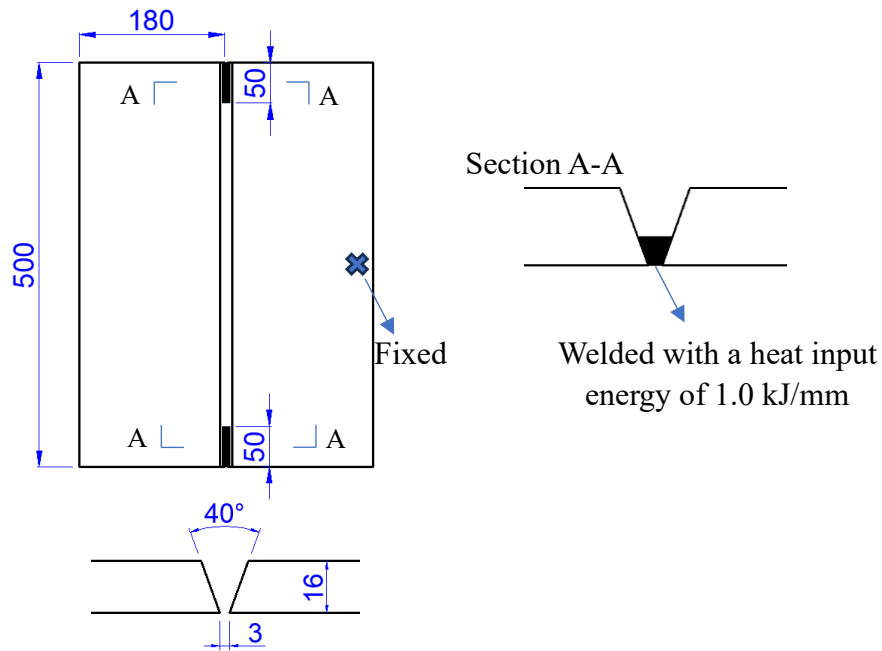 180
50
A
A
Section A-A
500
Fixed
Welded with a heat input
energy of 1.0 kJ/mm
A
A
50
40°
16
3